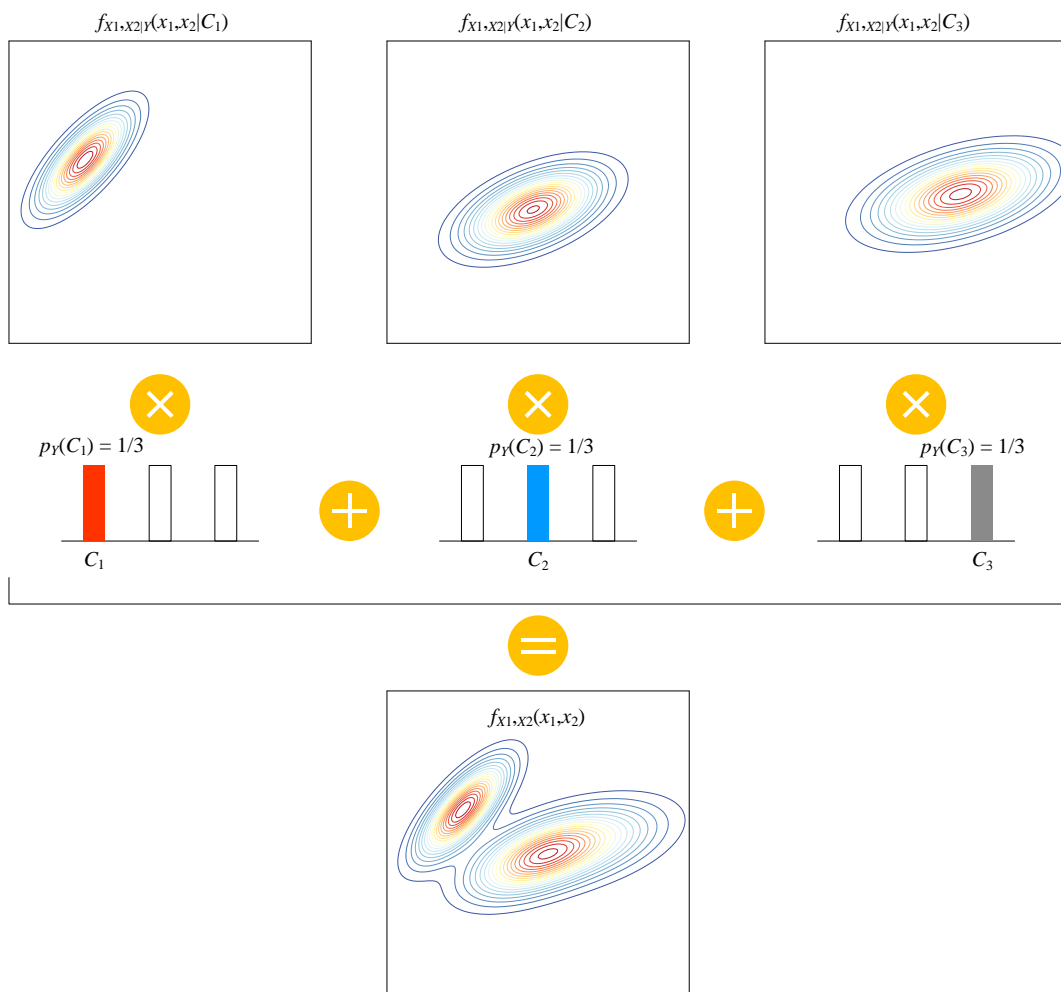 fX1,X2|Y(x1,x2|C1) fX1,X2|Y(x1,x2|C2) fX1,X2|Y(x1,x2|C3)
pY(C1) = 1/3 pY(C2) = 1/3 pY(C3) = 1/3
C1 C2 C3
fX1,X2(x1,x2)